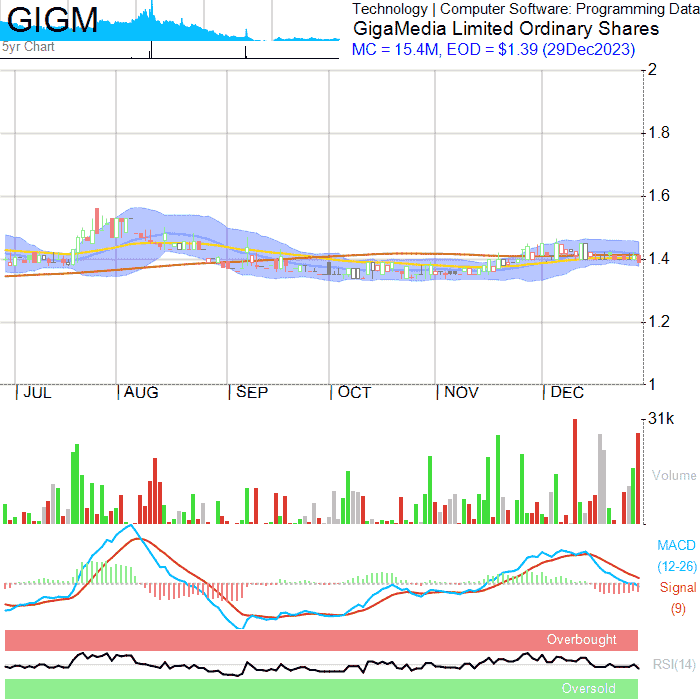 GIGM
5yr Chart
Technology | Computer Software: Programming Data
GigaMedia Limited Ordinary Shares
MC = 15.4M, EOD = $1.39 (29Dec2023)
2
1.8
1.6
1.4
1.2
1
JUL AUG SEP OCT NOV DEC
31k
Volume
MACD
(12-26)
Signal
(9)
Overbought
RSI(14)
Oversold